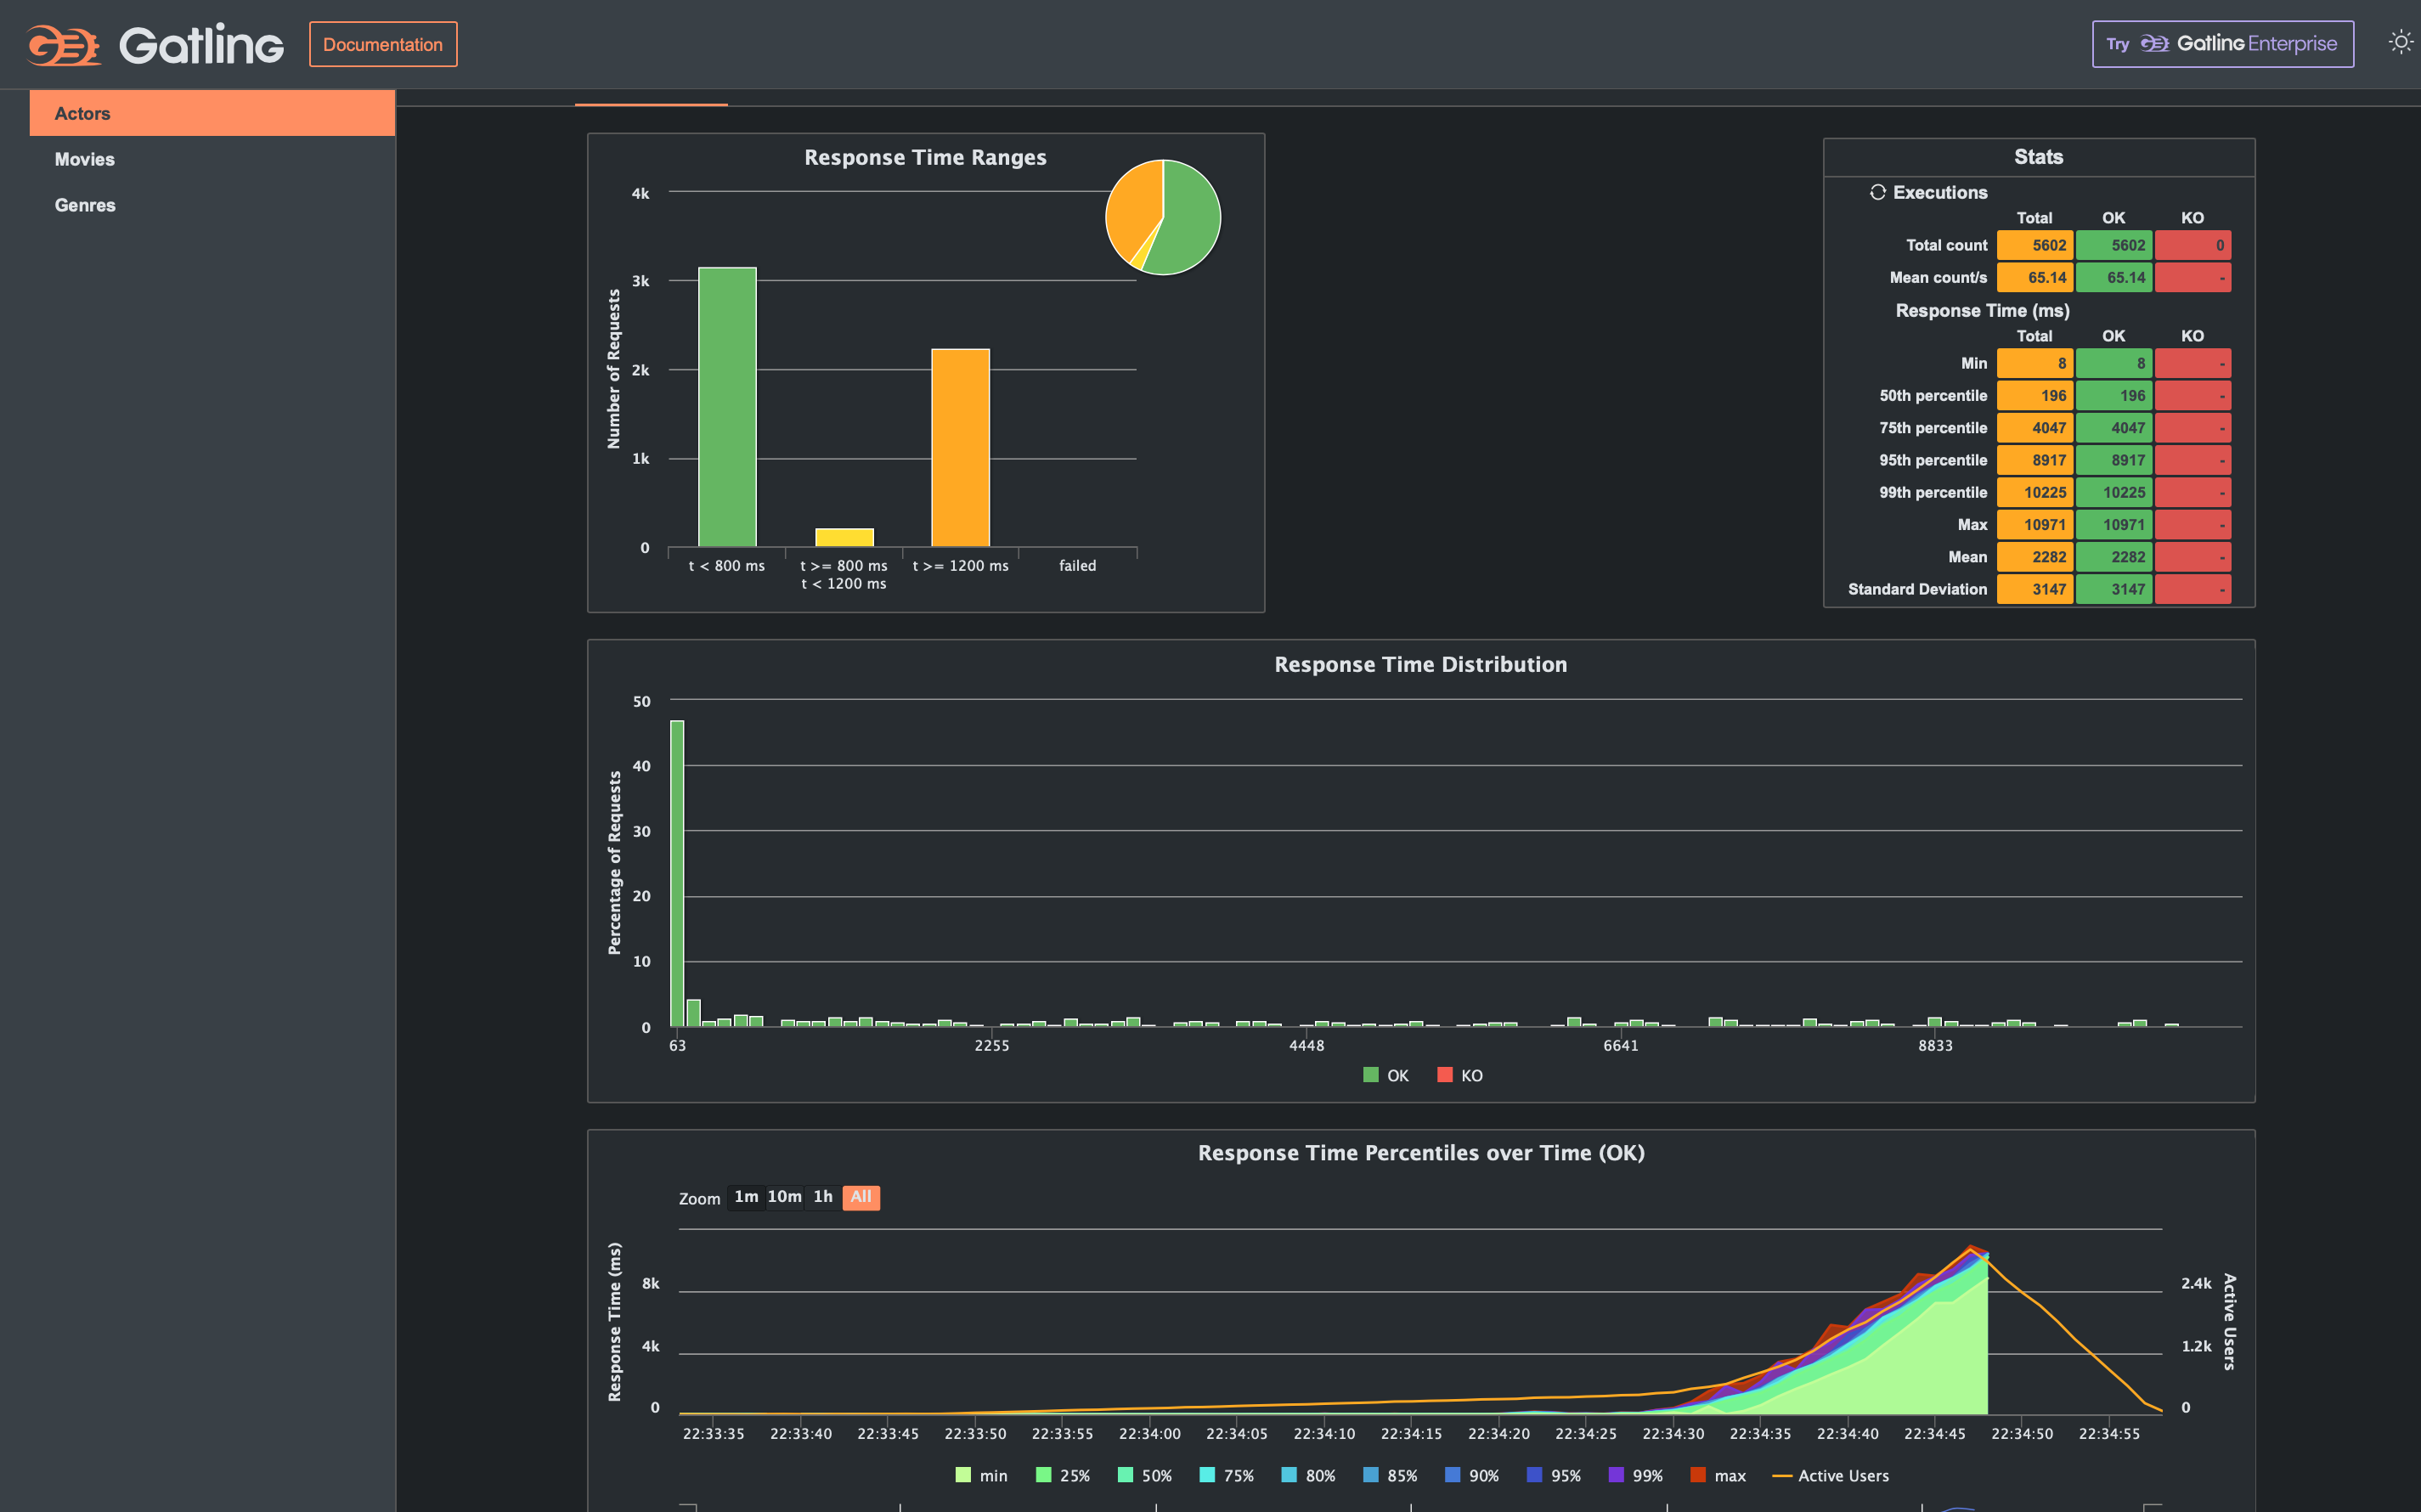 Gatling
Documentation
Try Gatling Enterprise
Actors
Movies
Genres
Response Time Ranges
Number of Requests
4k
3k
2k
1k
0
t < 800 ms
t >= 800 ms
t < 1200 ms
t >= 1200 ms
failed
Stats
Executions
Total OK KO
Total count 5602 5602 0
Mean count/s 65.14 65.14 -
Response Time (ms)
Total OK KO
Min 8 8 -
50th percentile 196 196 -
75th percentile 4047 4047 -
95th percentile 8917 8917 -
99th percentile 10225 10225 -
Max 10971 10971 -
Mean 2282 2282 -
Standard Deviation 3147 3147 -
Response Time Distribution
Percentage of Requests
50
40
30
20
10
0
63 2255 4448 6641 8833
OK KO
Response Time Percentiles over Time (OK)
Zoom 1m 10m 1h All
Response Time (ms)
8k
4k
0
2.4k
1.2k
0
Active Users
22:33:35 22:33:40 22:33:45 22:33:50 22:33:55 22:34:00 22:34:05 22:34:10 22:34:15 22:34:20 22:34:25 22:34:30 22:34:35 22:34:40 22:34:45 22:34:50 22:34:55
min 25% 50% 75% 80% 85% 90% 95% 99% max Active Users